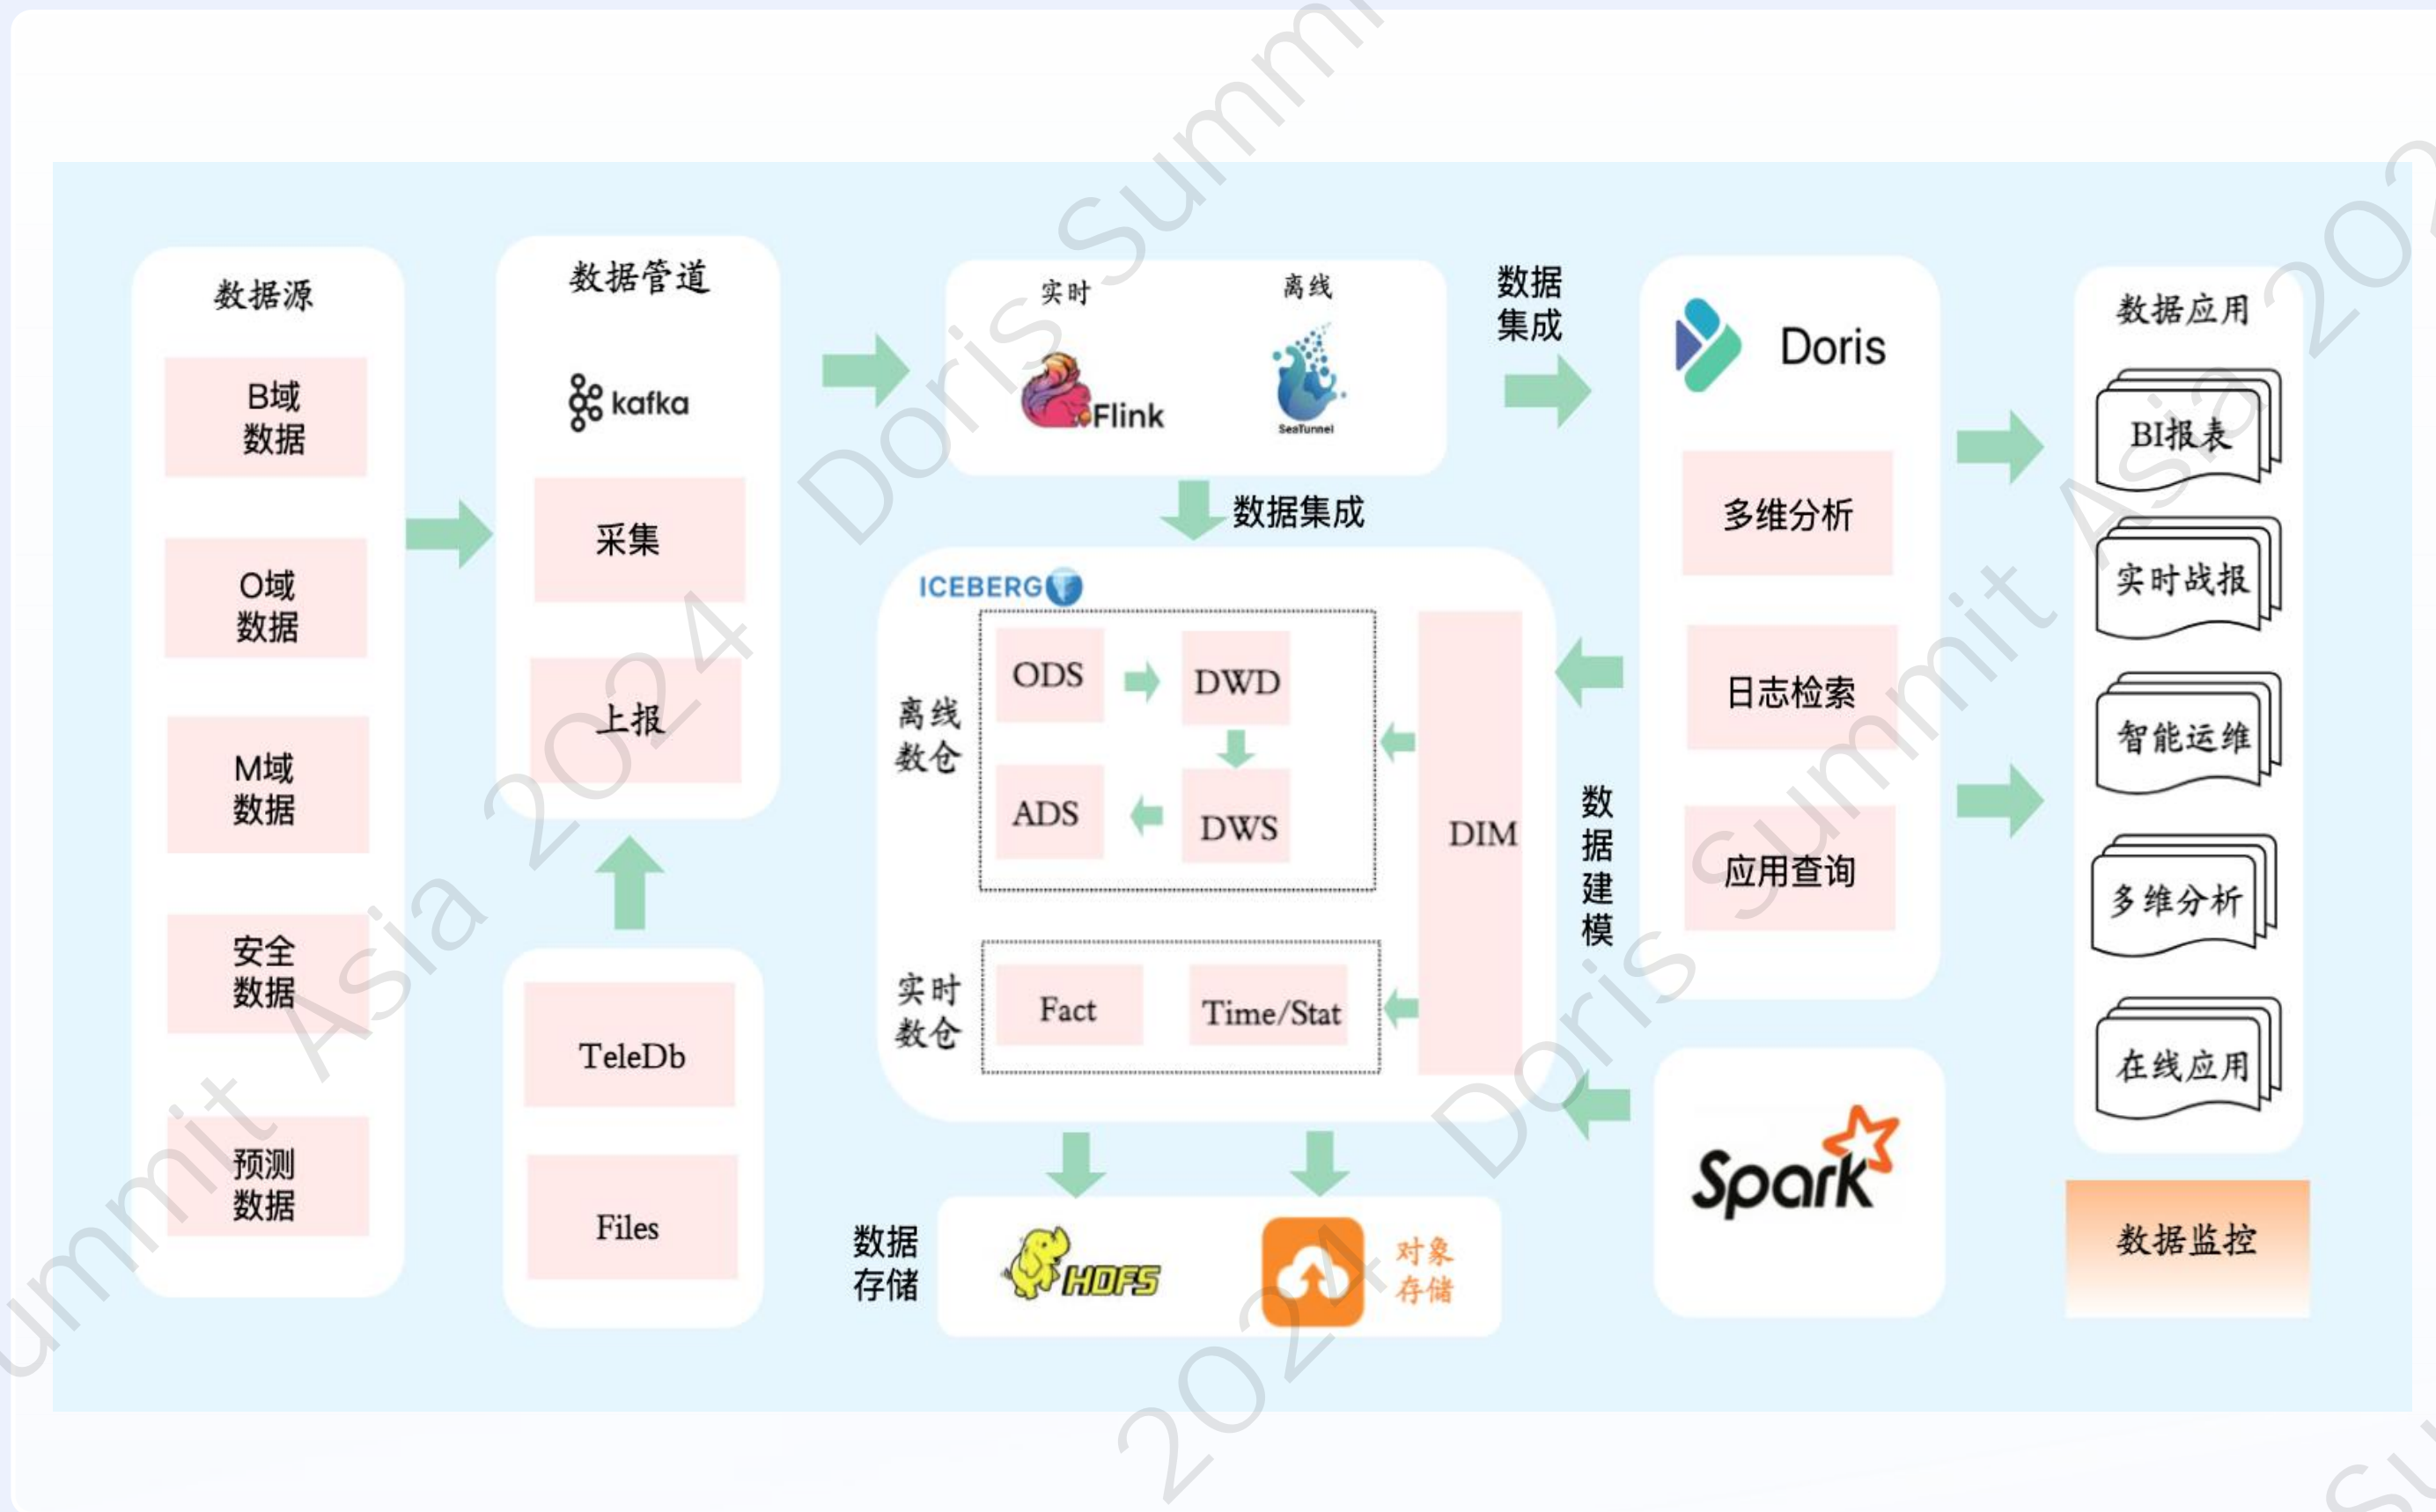 数据源
B域
数据
O域
数据
M域
数据
安全
数据
预测
数据
数据管道
kafka
采集
上报
TeleDb
Files
实时
Flink
离线
SeaTunnel
数据
集成
数据集成
ICEBERG
离线
数仓
ODS
DWD
ADS
DWS
DIM
实时
数仓
Fact
Time/Stat
数据
存储
HDFS
对象
存储
数
据
建
模
Doris
多维分析
日志检索
应用查询
Spark
数据应用
BI报表
实时战报
智能运维
多维分析
在线应用
数据监控
Doris Summit Asia 2024
Doris Summit Asia 2024